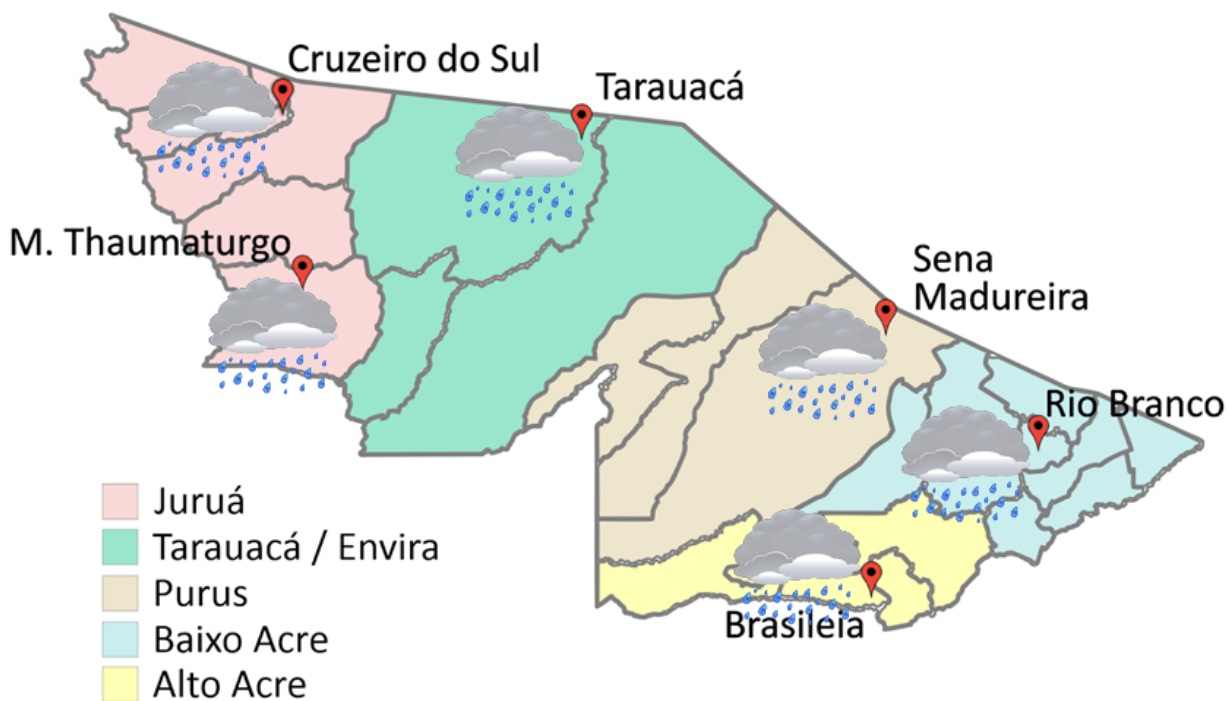 Cruzeiro do Sul
Tarauacá
M. Thaumaturgo
Sena
Madureira
Rio Branco
Brasileia
Juruá
Tarauacá / Envira
Purus
Baixo Acre
Alto Acre